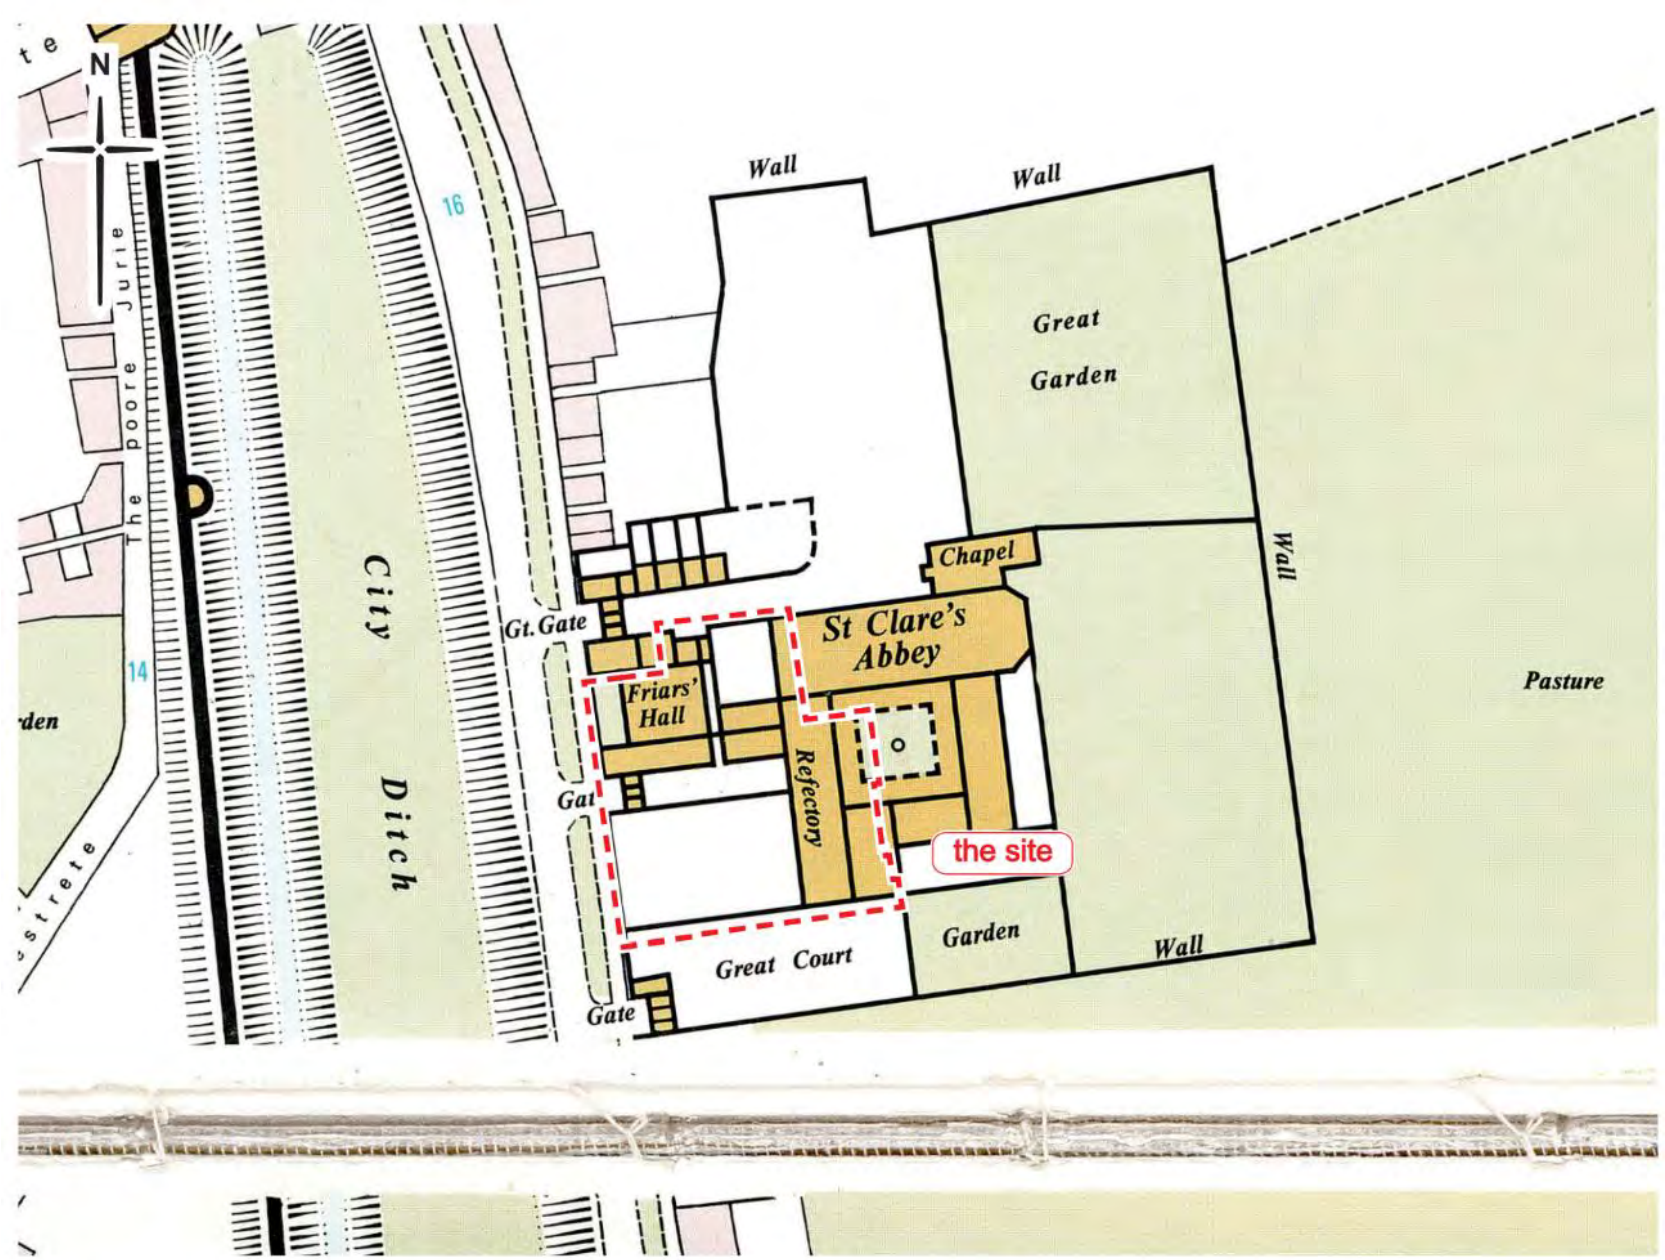 te
N
The poore Jurie
16
Wall
Wall
Great
Garden
Wall
City
Ditch
Chapel
Gt. Gate
St Clare's
Abbey
14
Friars'
Hall
Pasture
rden
Refectory
Gat
the site
strete
Great Court
Garden
Wall
Gate